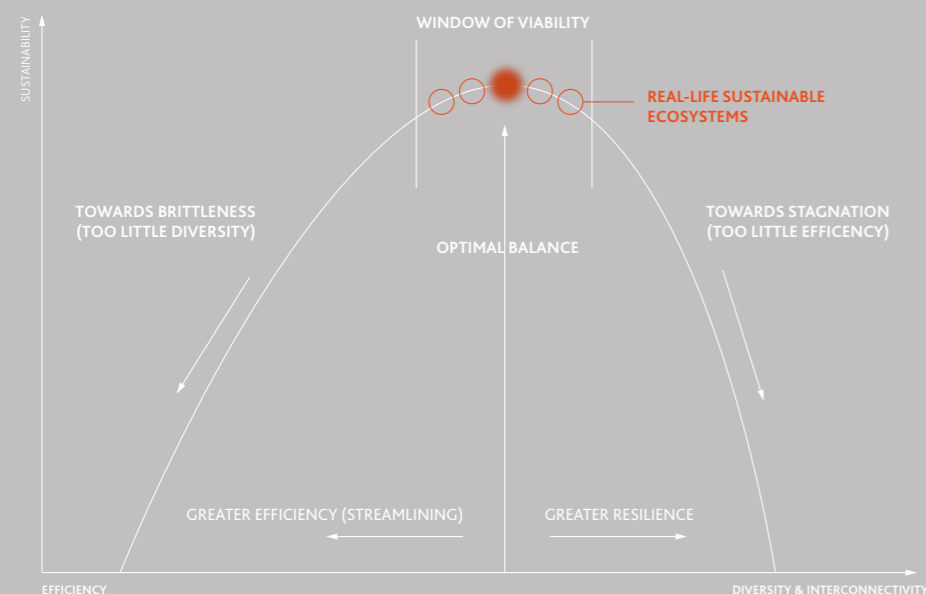 SUSTAINABILITY
WINDOW OF VIABILITY
REAL-LIFE SUSTAINABLE
ECOSYSTEMS
TOWARDS BRITTLENESS
(TOO LITTLE DIVERSITY)
TOWARDS STAGNATION
(TOO LITTLE EFFICENCY)
OPTIMAL BALANCE
GREATER EFFICIENCY (STREAMLINING)
GREATER RESILIENCE
EFFICIENCY
DIVERSITY & INTERCONNECTIVITY